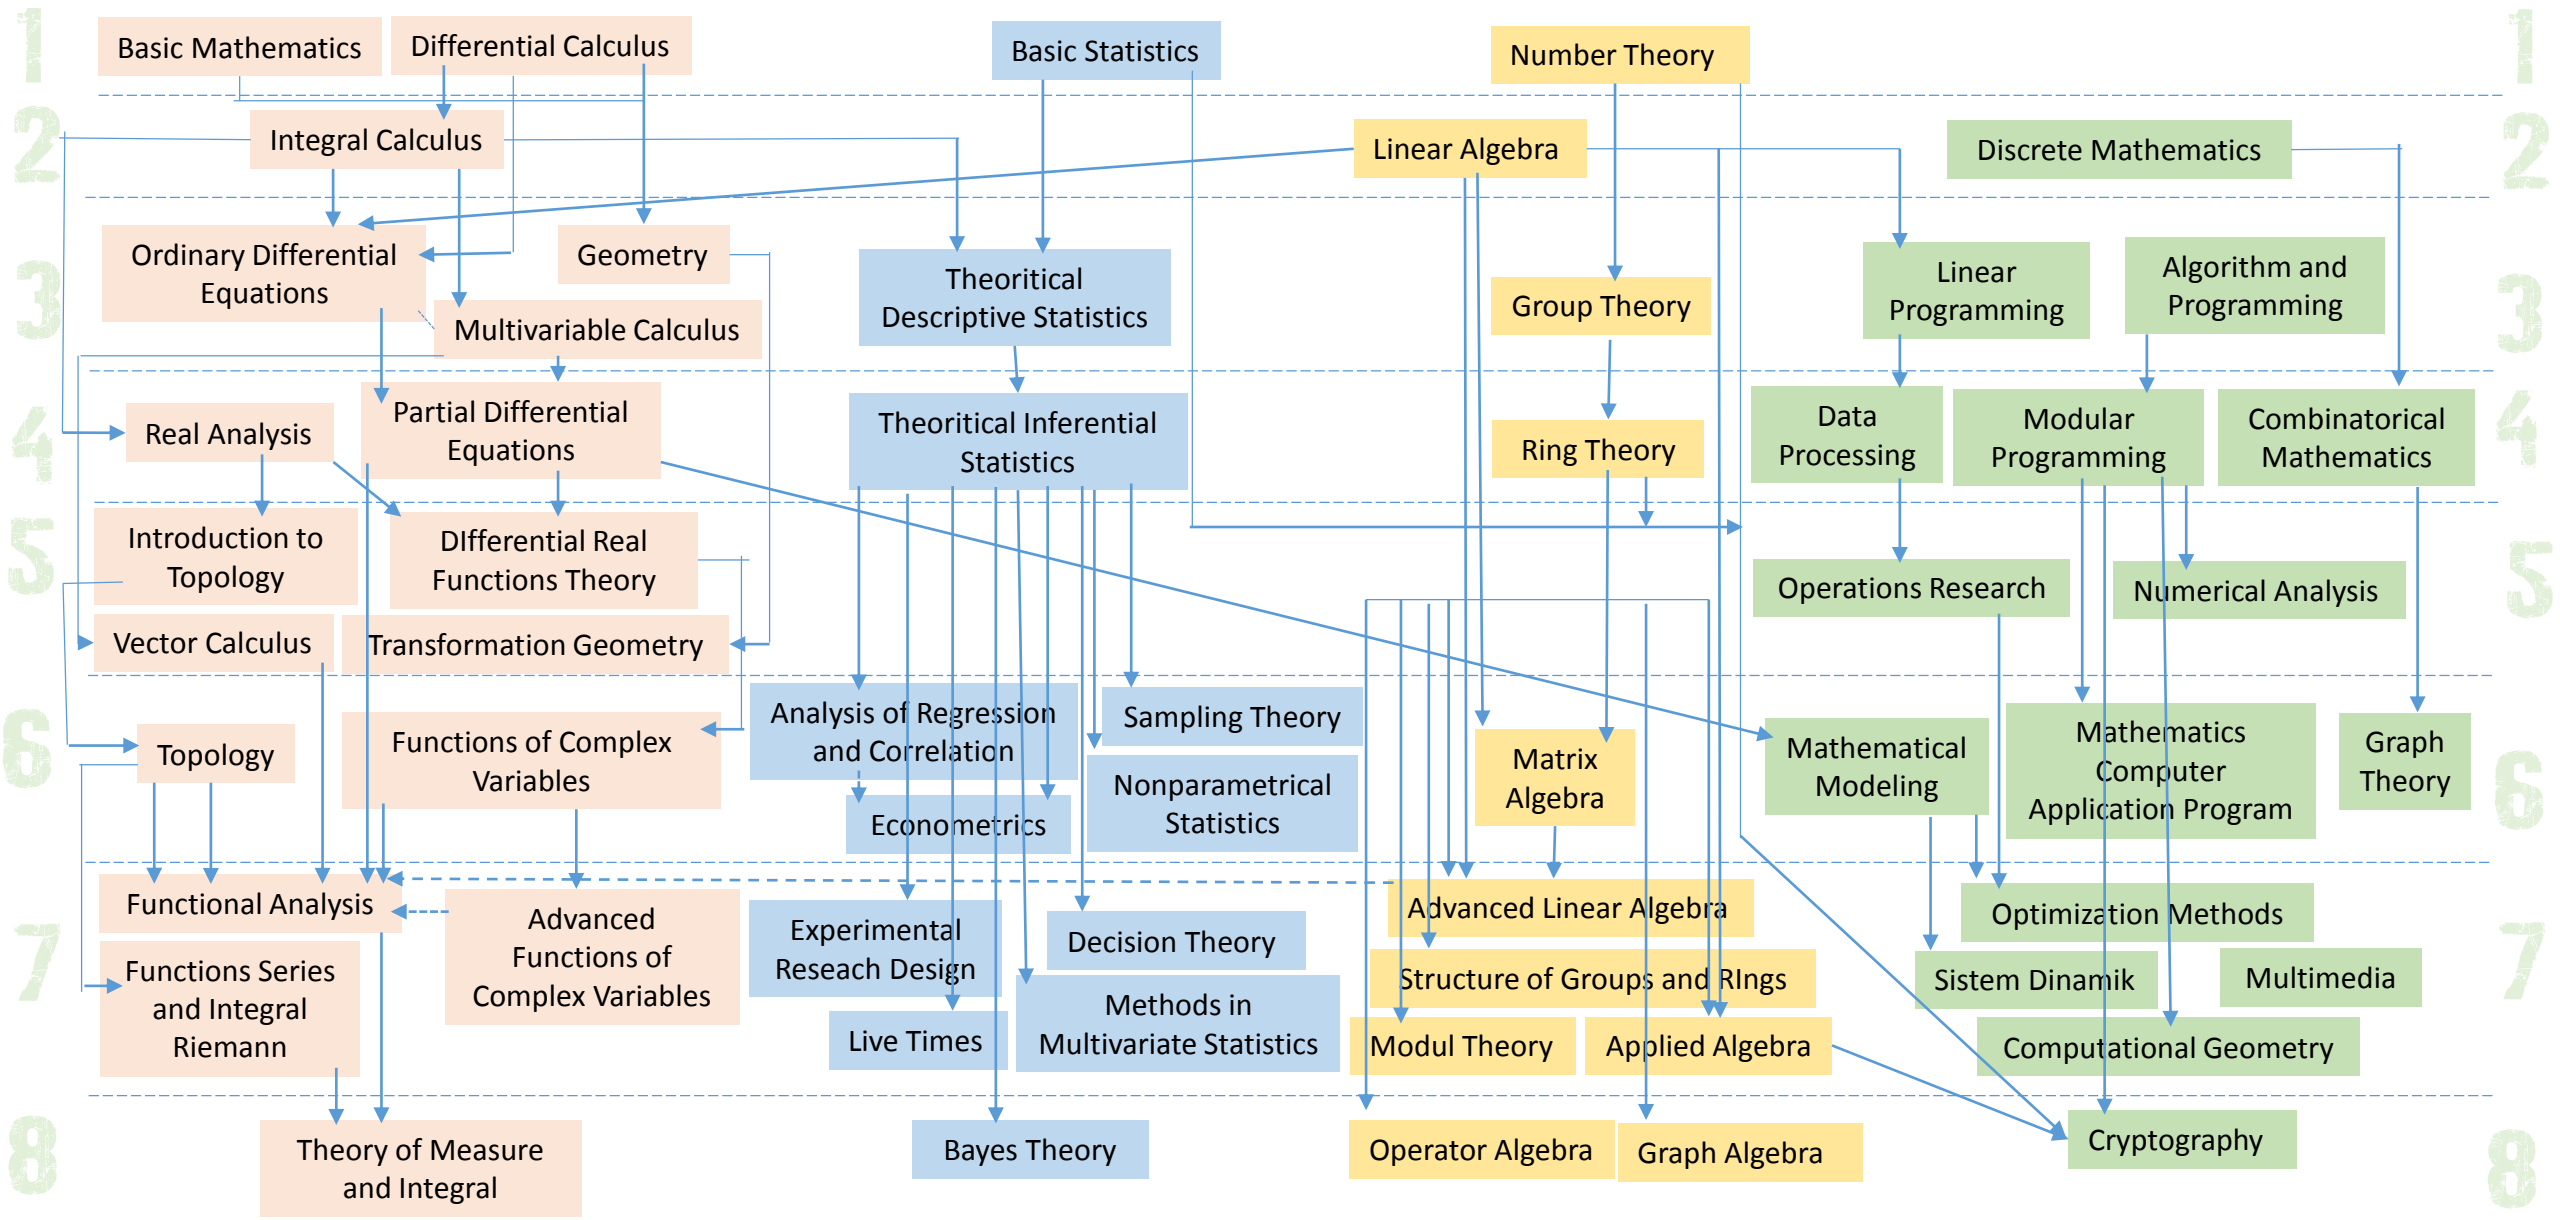 1
Basic Mathematics
Differential Calculus
Basic Statistics
Number Theory
1
2
Integral Calculus
Linear Algebra
Discrete Mathematics
2
3
Ordinary Differential
Equations
Geometry
Multivariable Calculus
Theoritical
Descriptive Statistics
Group Theory
Linear
Programming
Algorithm and
Programming
3
4
Real Analysis
Partial Differential
Equations
Theoritical Inferential
Statistics
Ring Theory
Data
Processing
Modular
Programming
Combinatorical
Mathematics
4
5
Introduction to
Topology
DIfferential Real
Functions Theory
Vector Calculus
Transformation Geometry
Operations Research
Numerical Analysis
5
6
Topology
Functions of Complex
Variables
Analysis of Regression
and Correlation
Sampling Theory
Econometrics
Nonparametrical
Statistics
Matrix
Algebra
Mathematical
Modeling
Mathematics
Computer
Application Program
Graph
Theory
6
7
Functional Analysis
Functions Series
and Integral
Riemann
Advanced
Functions of
Complex Variables
Experimental
Reseach Design
Decision Theory
Live Times
Methods in
Multivariate Statistics
Advanced Linear Algebra
Structure of Groups and RIngs
Modul Theory
Applied Algebra
Optimization Methods
Sistem Dinamik
Multimedia
Computational Geometry
7
8
Theory of Measure
and Integral
Bayes Theory
Operator Algebra
Graph Algebra
Cryptography
8